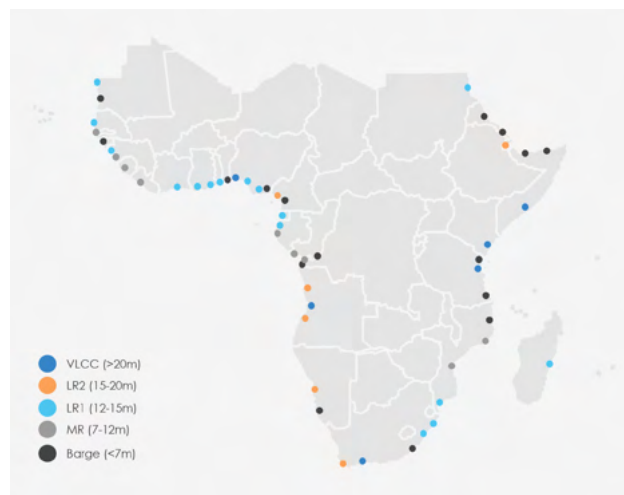 VLCC (>20m)
LR2 (15-20m)
LR1 (12-15m)
MR (7-12m)
Barge (<7m)